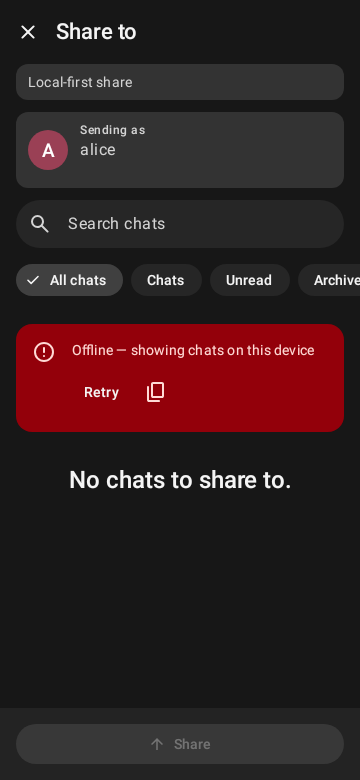 Share to
Local-first share
Sending as
A
alice
Search chats
All chats
Chats
Unread
Archive
Offline — showing chats on this device
Retry
No chats to share to.
Share